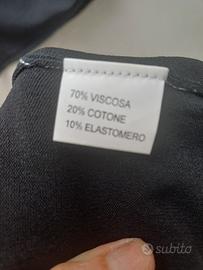 70% VISCOSA
20% COTONE
10% ELASTOMERO
subito